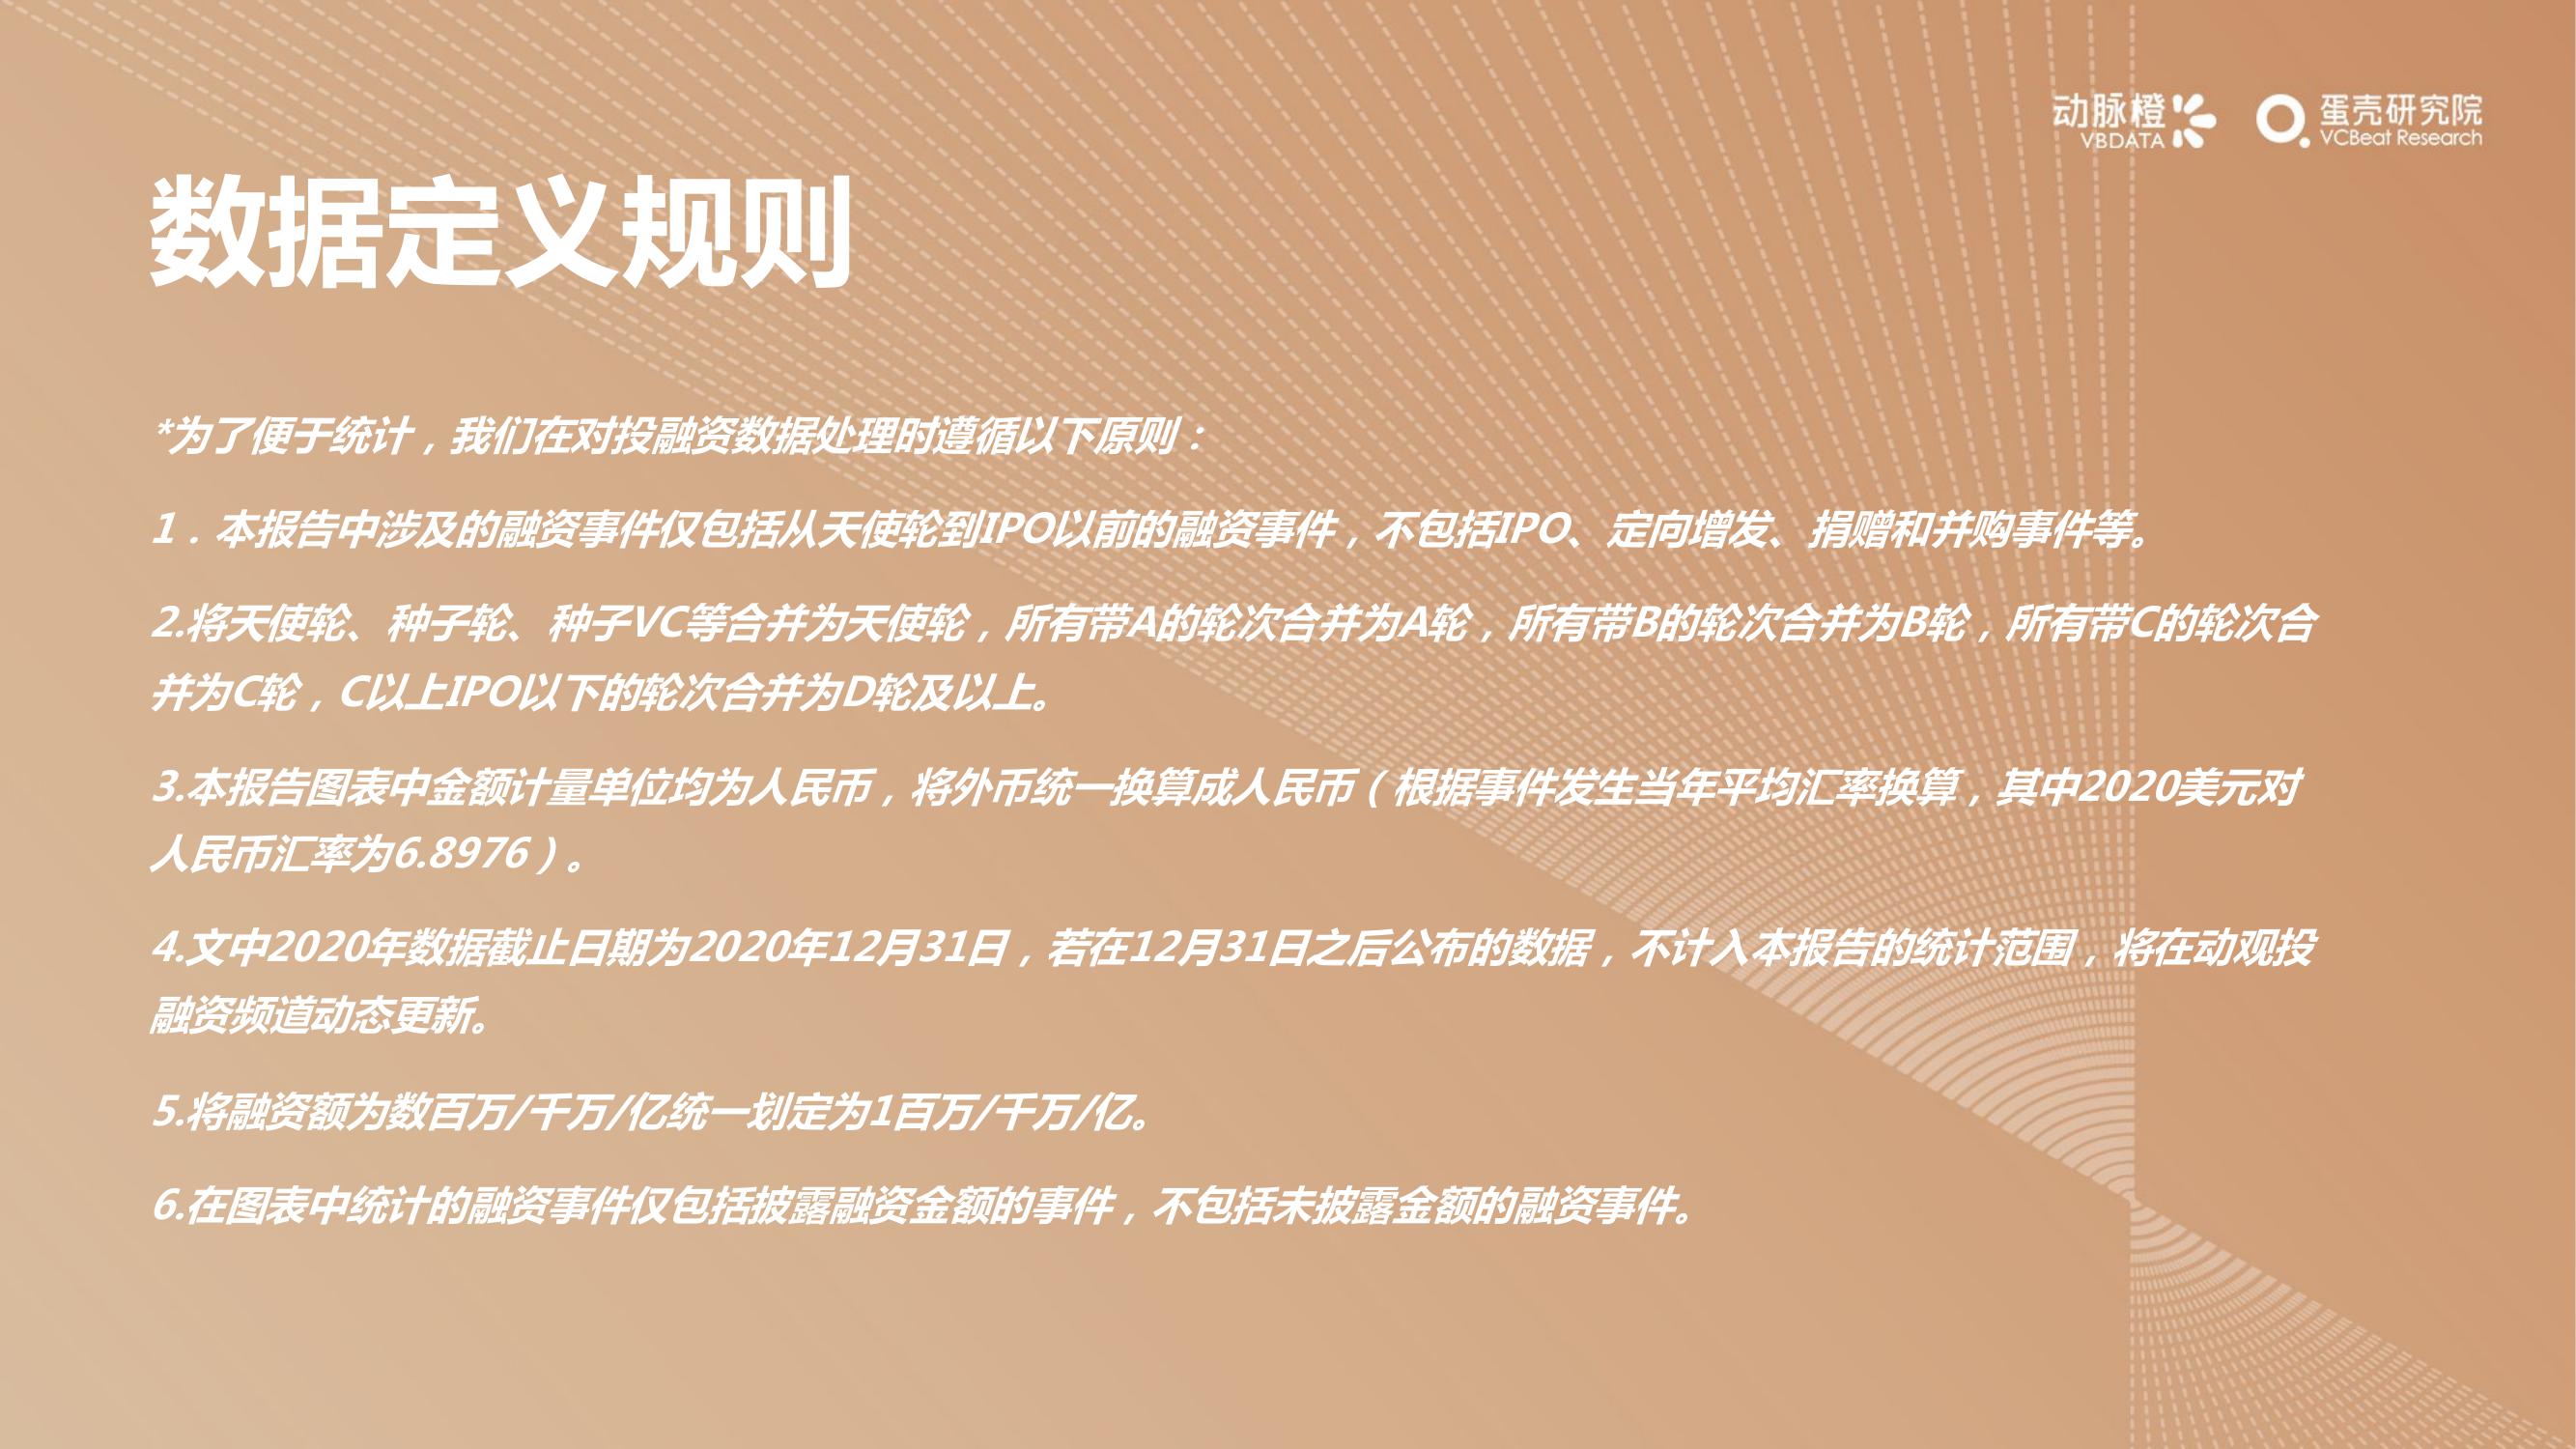 动脉橙
VBDATA
蛋壳研究院
VCBeat Research
数据定义规则
*为了便于统计，我们在对投融资数据处理时遵循以下原则：
1．本报告中涉及的融资事件仅包括从天使轮到IPO以前的融资事件，不包括IPO、定向增发、捐赠和并购事件等。
2.将天使轮、种子轮、种子VC等合并为天使轮，所有带A的轮次合并为A轮，所有带B的轮次合并为B轮，所有带C的轮次合
并为C轮，C以上IPO以下的轮次合并为D轮及以上。
3.本报告图表中金额计量单位均为人民币，将外币统一换算成人民币（根据事件发生当年平均汇率换算，其中2020美元对
人民币汇率为6.8976）。
4.文中2020年数据截止日期为2020年12月31日，若在12月31日之后公布的数据，不计入本报告的统计范围，将在动观投
融资频道动态更新。
5.将融资额为数百万/千万/亿统一划定为1百万/千万/亿。
6.在图表中统计的融资事件仅包括披露融资金额的事件，不包括未披露金额的融资事件。